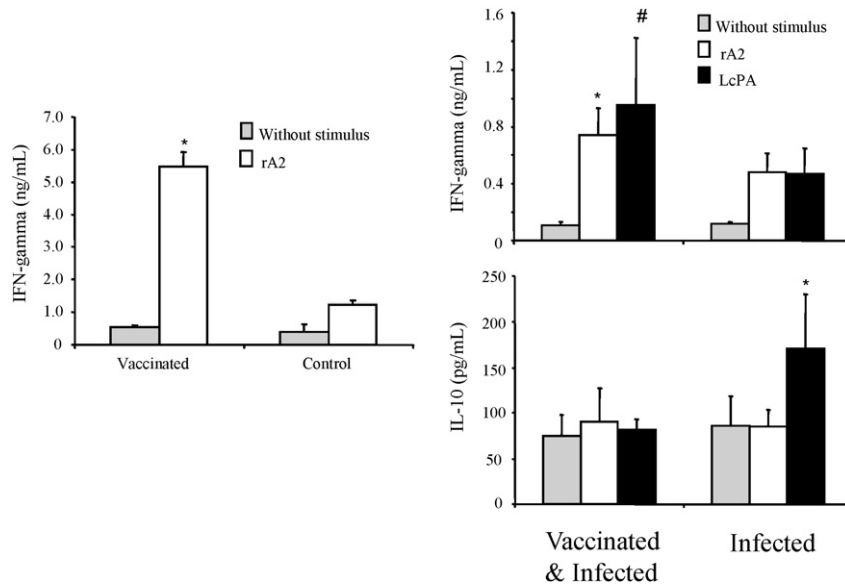 IFN-gamma (ng/mL)
7.0
6.0
5.0
4.0
3.0
2.0
1.0
0
*
Without stimulus
rA2
Vaccinated
Control
IFN-gamma (ng/mL)
1.6
1.2
0.8
0.4
0
*
#
Without stimulus
rA2
LcPA
IL-10 (pg/mL)
250
200
150
100
50
0
*
Vaccinated
& Infected
Infected